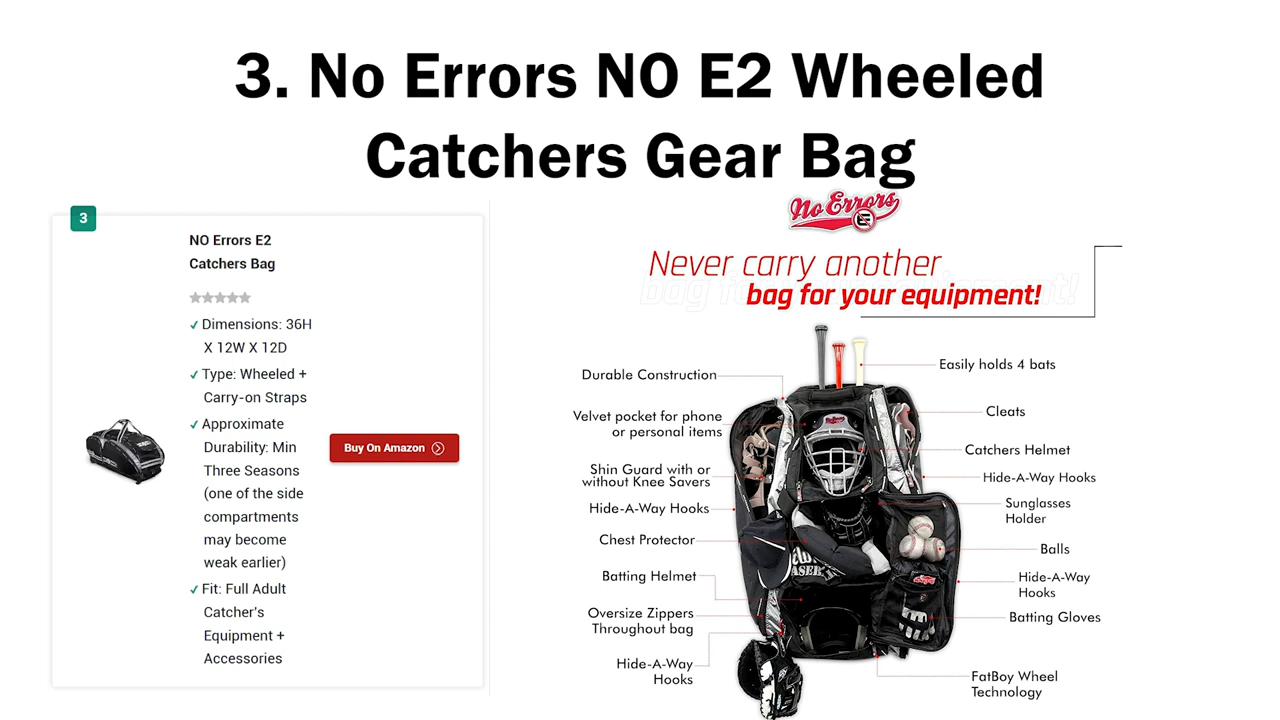 3. No Errors NO E2 Wheeled
Catchers Gear Bag
3
NO Errors E2
Catchers Bag
✓ Dimensions: 36H
X 12W X 12D
✓ Type: Wheeled +
Carry-on Straps
✓ Approximate
Durability: Min
Three Seasons
(one of the side
compartments
may become
weak earlier)
✓ Fit: Full Adult
Catcher's
Equipment +
Accessories
Buy On Amazon
No Errors
E
Never carry another
bag for your equipment!
Durable Construction
Velvet pocket for phone
or personal items
Shin Guard with or
without Knee Savers
Hide-A-Way Hooks
Chest Protector
Batting Helmet
Oversize Zippers
Throughout bag
Hide-A-Way
Hooks
Easily holds 4 bats
Cleats
Catchers Helmet
Hide-A-Way Hooks
Sunglasses
Holder
Balls
Hide-A-Way
Hooks
Batting Gloves
FatBoy Wheel
Technology